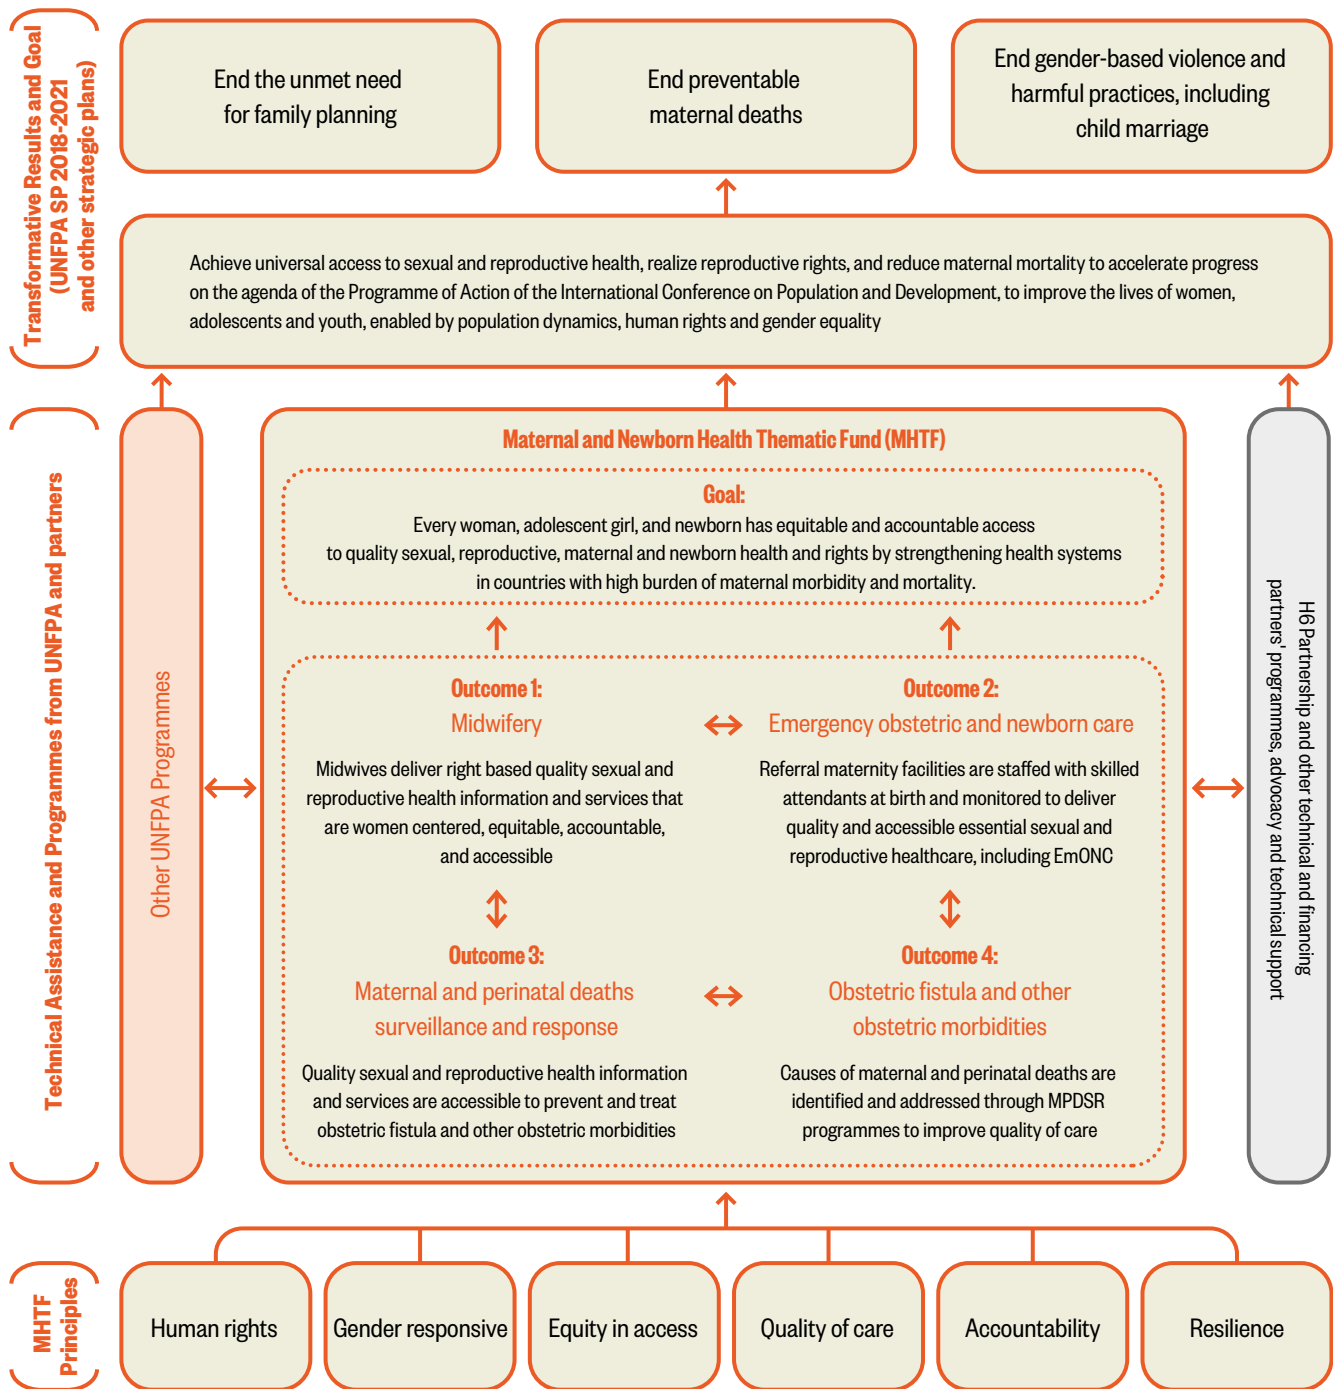 Transformative Results and Goal
(UNFPA SP 2018-2021
and other strategic plans)
End the unmet need
for family planning
End preventable
maternal deaths
End gender-based violence and
harmful practices, including
child marriage
Achieve universal access to sexual and reproductive health, realize reproductive rights, and reduce maternal mortality to accelerate progress
on the agenda of the Programme of Action of the International Conference on Population and Development, to improve the lives of women,
adolescents and youth, enabled by population dynamics, human rights and gender equality
Technical Assistance and Programmes from UNFPA and partners
Other UNFPA Programmes
Maternal and Newborn Health Thematic Fund (MHTF)
Goal:
Every woman, adolescent girl, and newborn has equitable and accountable access
to quality sexual, reproductive, maternal and newborn health and rights by strengthening health systems
in countries with high burden of maternal morbidity and mortality.
Outcome 1:
Midwifery
Midwives deliver right based quality sexual and
reproductive health information and services that
are women centered, equitable, accountable,
and accessible
Outcome 2:
Emergency obstetric and newborn care
Referral maternity facilities are staffed with skilled
attendants at birth and monitored to deliver
quality and accessible essential sexual and
reproductive healthcare, including EmONC
Outcome 3:
Maternal and perinatal deaths
surveillance and response
Quality sexual and reproductive health information
and services are accessible to prevent and treat
obstetric fistula and other obstetric morbidities
Outcome 4:
Obstetric fistula and other
obstetric morbidities
Causes of maternal and perinatal deaths are
identified and addressed through MPDSR
programmes to improve quality of care
H6 Partnership and other technical and financing
partners' programmes, advocacy and technical support
MHTF
Principles
Human rights
Gender responsive
Equity in access
Quality of care
Accountability
Resilience